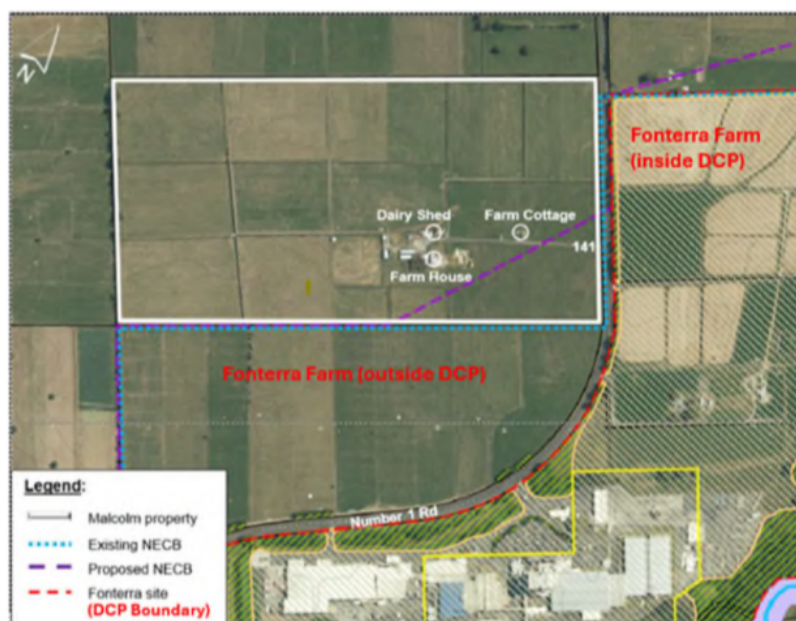 N
Fonterra Farm
(inside DCP)
Dairy Shed
Farm Cottage
141
Farm House
Fonterra Farm (outside DCP)
Number 1 Rd
Legend:
Malcolm property
Existing NECB
Proposed NECB
Fonterra site
(DCP Boundary)